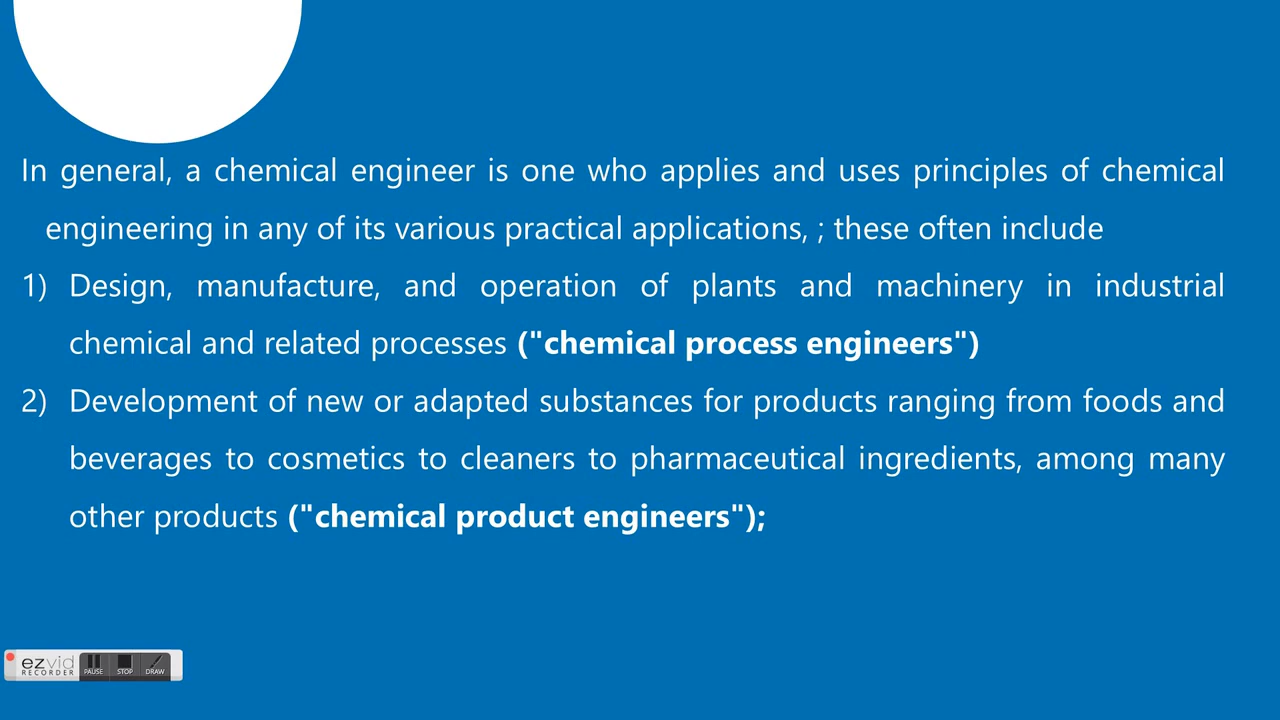 In general, a chemical engineer is one who applies and uses principles of chemical
engineering in any of its various practical applications, ; these often include
1) Design, manufacture, and operation of plants and machinery in industrial
chemical and related processes ("chemical process engineers")
2) Development of new or adapted substances for products ranging from foods and
beverages to cosmetics to cleaners to pharmaceutical ingredients, among many
other products ("chemical product engineers");
ezvid
RECORDER
PAUSE STOP DRAW